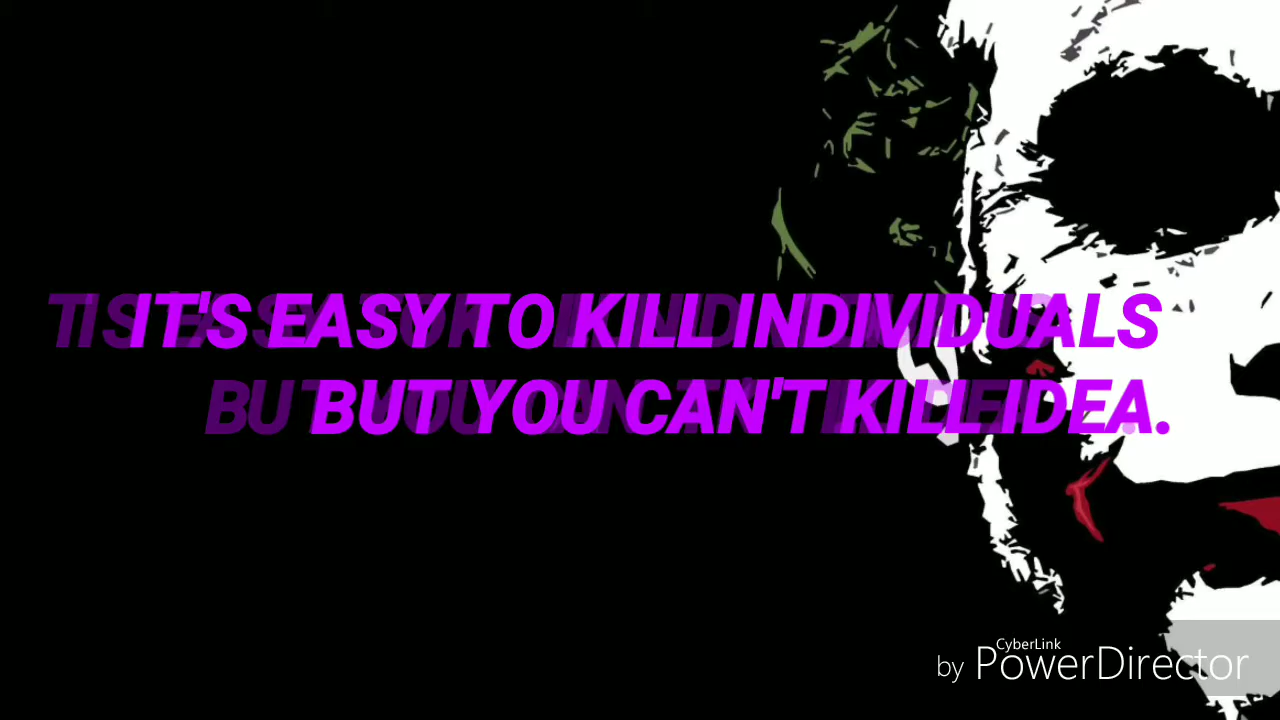 IT'S EASY TO KILL INDIVIDUALS
BUT YOU CAN'T KILL IDEA.
CyberLink
by PowerDirector